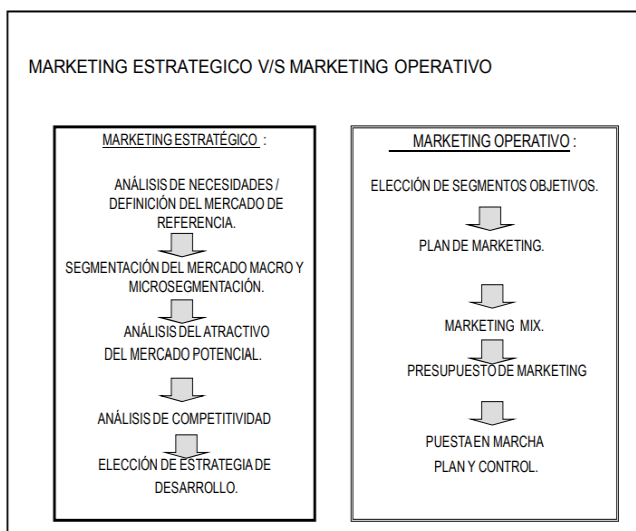 MARKETING ESTRATEGICO V/S MARKETING OPERATIVO
MARKETING ESTRATÉGICO :
ANÁLISIS DE NECESIDADES /
DEFINICIÓN DEL MERCADO DE
REFERENCIA.
SEGMENTACIÓN DEL MERCADO MACRO Y
MICROSEGMENTACIÓN.
ANÁLISIS DEL ATRACTIVO
DEL MERCADO POTENCIAL.
ANÁLISIS DE COMPETITIVIDAD
ELECCIÓN DE ESTRATEGIA DE
DESARROLLO.
MARKETING OPERATIVO :
ELECCIÓN DE SEGMENTOS OBJETIVOS.
PLAN DE MARKETING.
MARKETING MIX.
PRESUPUESTO DE MARKETING
PUESTA EN MARCHA
PLAN Y CONTROL.